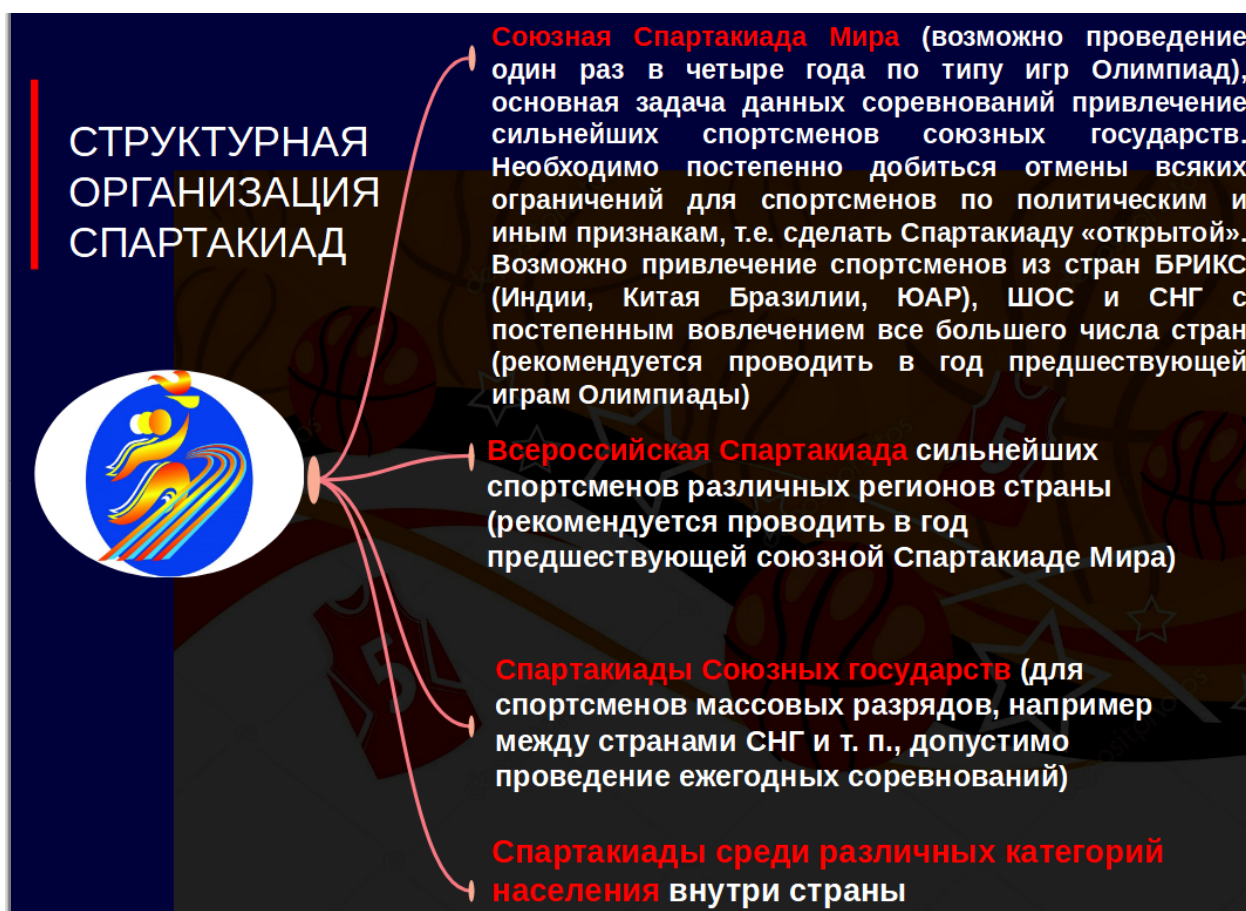 СТРУКТУРНАЯ
ОРГАНИЗАЦИЯ
СПАРТАКИАД
Союзная Спартакиада Мира (возможно проведение
один раз в четыре года по типу игр Олимпиад),
основная задача данных соревнований привлечение
сильнейших спортсменов союзных государств.
Необходимо постепенно добиться отмены всяких
ограничений для спортсменов по политическим и
иным признакам, т.е. сделать Спартакиаду «открытой».
Возможно привлечение спортсменов из стран БРИКС
(Индии, Китая Бразилии, ЮАР), ШОС и СНГ с
постепенным вовлечением все большего числа стран
(рекомендуется проводить в год предшествующей
играм Олимпиады)
Всероссийская Спартакиада сильнейших
спортсменов различных регионов страны
(рекомендуется проводить в год
предшествующей союзной Спартакиаде Мира)
Спартакиады Союзных государств (для
спортсменов массовых разрядов, например
между странами СНГ и т. п., допустимо
проведение ежегодных соревнований)
Спартакиады среди различных категорий
населения внутри страны
5
5